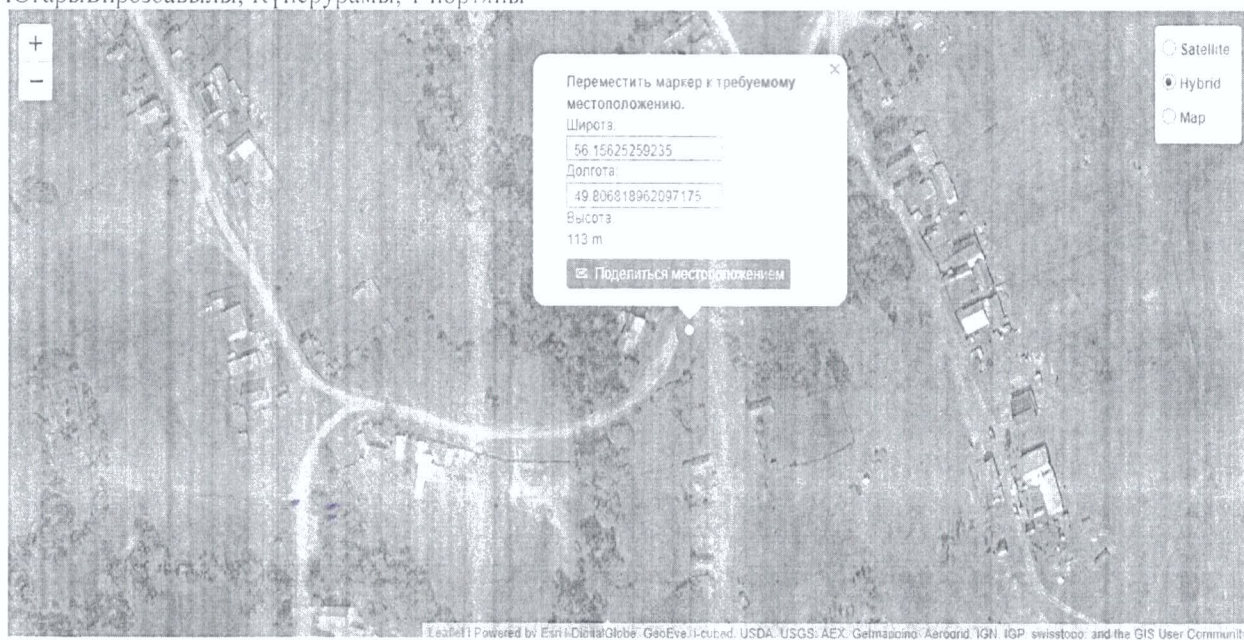 +
−
Переместить маркер к требуемому
местоположению.
Широта:
56.15625259235
Долгота:
49.806818962097175
Высота
113 m
Поделиться местоположением
×
Satellite
Hybrid
Map
Leaflet | Powered by Esri | DigitalGlobe, GeoEye, i-cubed, USDA, USGS, AEX, Getmapping, Aerogrid, IGN, IGP, swisstopo, and the GIS User Communit